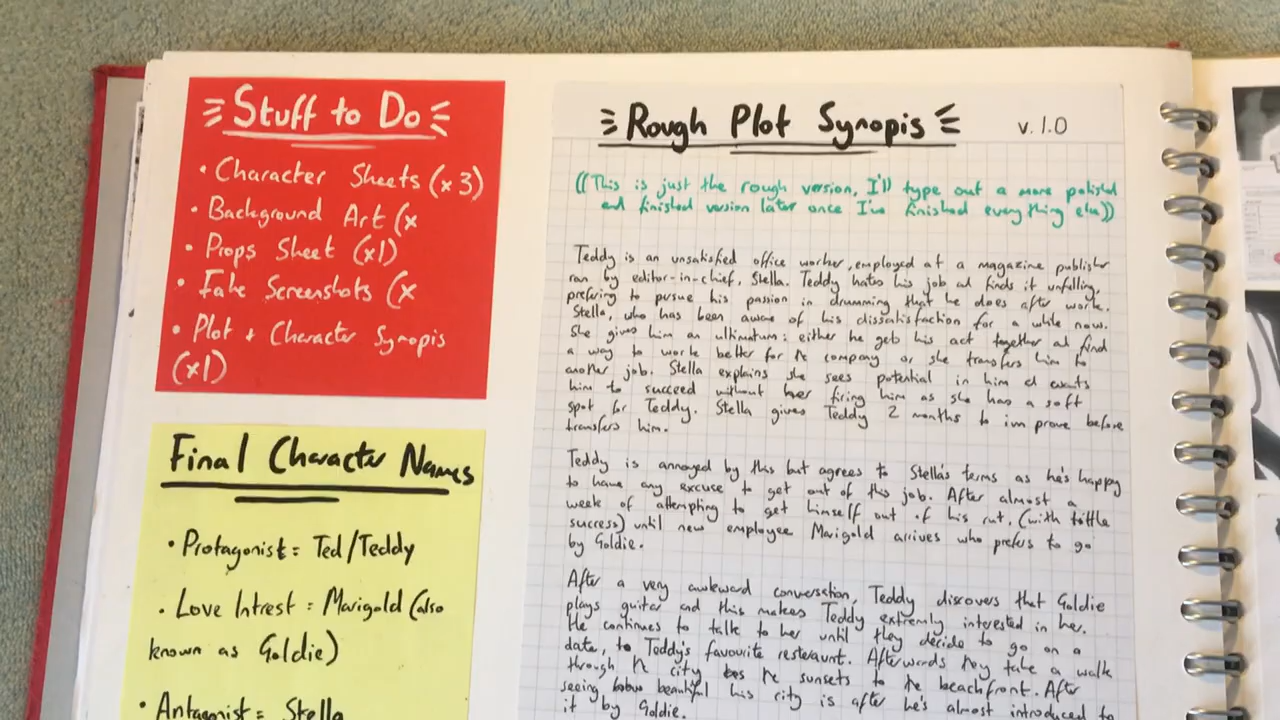 Stuff to Do
• Character Sheets (x3)
• Background Art (x
• Props Sheet (x1)
• Fake Screenshots (x
• Plot + Character Synopis
(x1)
Final Character Names
• Protagonist = Ted/Teddy
• Love Intrest = Marigold (also
known as Goldie)
• Antagonist = Stella
Rough Plot Synopis v. 1.0
((This is just the rough version, I'll type out a more polished
and finished version later once I've finished everything else))
Teddy is an unsatisfied office worker, employed at a magazine publisher
ran by editor-in-chief, Stella. Teddy hates his job and finds it unfulling,
prefering to pursue his passion in drumming that he does after work.
Stella, who has been aware of his dissatisfaction for a while now.
She gives him an ultimatum: either he gets his act together and find
a way to work better for the company or she transfers him to
another job. Stella explains she sees potential in him & wants
him to succeed without her firing him as she has a soft
spot for Teddy. Stella gives Teddy 2 months to improve before
transfers him.
Teddy is annoyed by this but agrees to Stella's terms as he's happy
to have any excuse to get out of this job. After almost a
week of attempting to get himself out of his rut, (with little
success) until new employee Marigold arrives who prefers to go
by Goldie.
After a very awkward conversation, Teddy discovers that Goldie
plays guitar and this makes Teddy extremly interested in her.
He continues to talk to her until they decide to go on a
date, to Teddy's favourite resteraunt. Afterwards they take a walk
through the city as the sunsets to the beachfront. After
seeing how beautiful his city is after he's almost introduced to
it by Goldie.